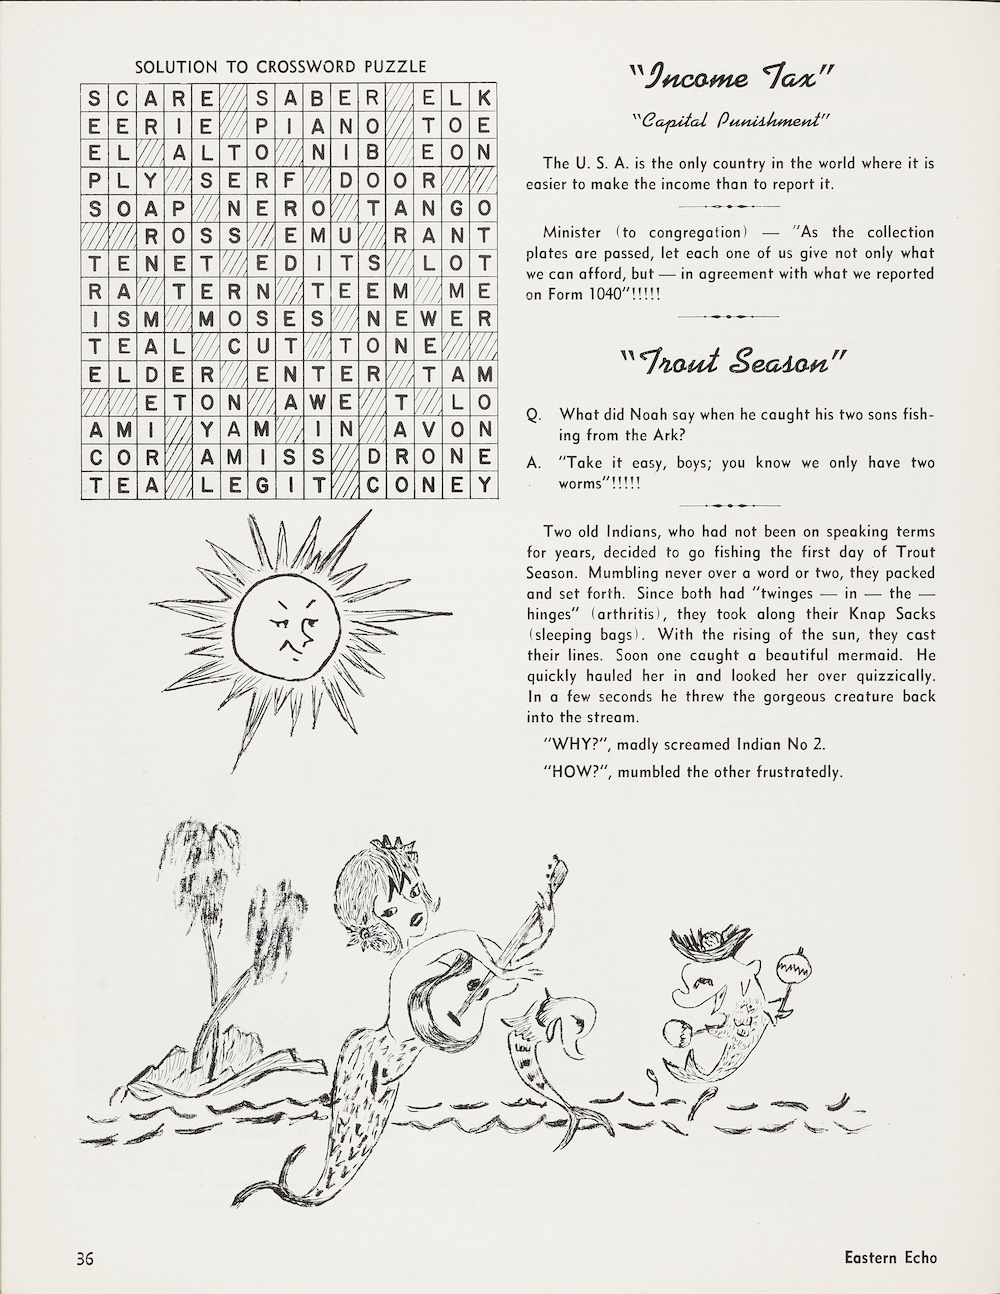 SOLUTION TO CROSSWORD PUZZLE
S C A R E S A B E R E L K
E E R I E P I A N O T O E
E L A L T O N I B E O N
P L Y S E R F D O O R
S O A P N E R O T A N G O
R O S S E M U R A N T
T E N E T E D I T S L O T
R A T E R N T E E M M E
I S M M O S E S N E W E R
T E A L C U T T O N E
E L D E R E N T E R T A M
E T O N A W E T L O
A M I Y A M I N A V O N
C O R A M I S S D R O N E
T E A L E G I T C O N E Y
"Income Tax"
"Capital Punishment"
The U. S. A. is the only country in the world where it is
easier to make the income than to report it.
Minister (to congregation) — "As the collection
plates are passed, let each one of us give not only what
we can afford, but — in agreement with what we reported
on Form 1040"!!!!!
"Trout Season"
Q. What did Noah say when he caught his two sons fish-
ing from the Ark?
A. "Take it easy, boys; you know we only have two
worms"!!!!!
Two old Indians, who had not been on speaking terms
for years, decided to go fishing the first day of Trout
Season. Mumbling never over a word or two, they packed
and set forth. Since both had "twinges — in — the —
hinges" (arthritis), they took along their Knap Sacks
(sleeping bags). With the rising of the sun, they cast
their lines. Soon one caught a beautiful mermaid. He
quickly hauled her in and looked her over quizzically.
In a few seconds he threw the gorgeous creature back
into the stream.
"WHY?", madly screamed Indian No 2.
"HOW?", mumbled the other frustratedly.
36
Eastern Echo